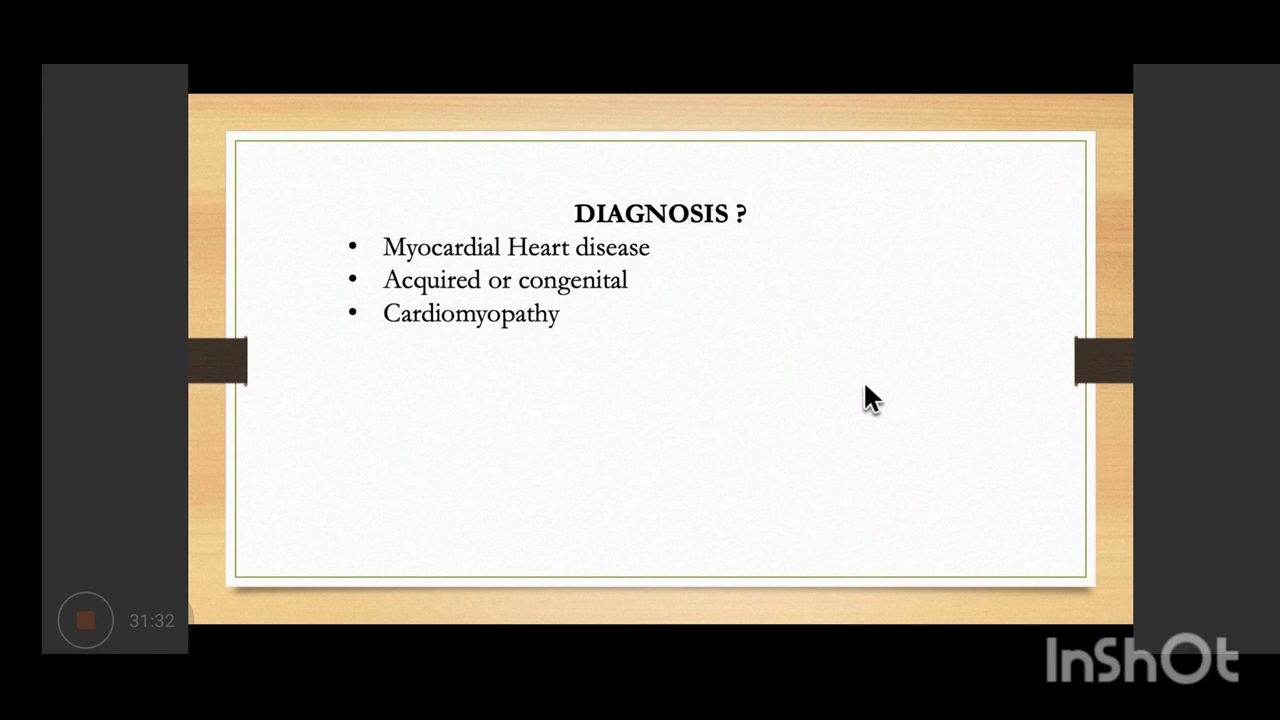 DIAGNOSIS ?
• Myocardial Heart disease
• Acquired or congenital
• Cardiomyopathy
31:32
InShOt